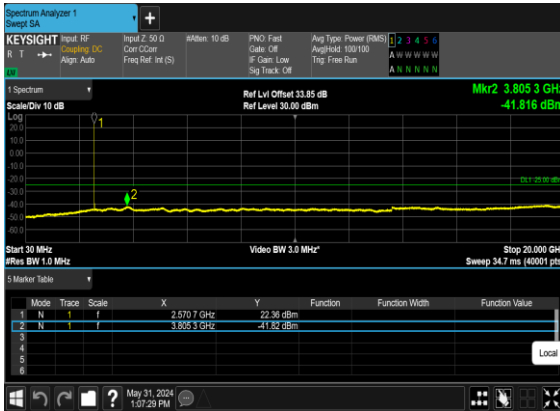 Spectrum Analyzer 1
Swept SA
KEYSIGHT
R T
Input: RF
Coupling: DC
Align: Auto
Input Z: 50 Ω
Corr CCorr
Freq Ref: Int (S)
#Atten: 10 dB
PNO: Fast
Gate: Off
IF Gain: Low
Sig Track: Off
Avg Type: Power (RMS)
Avg|Hold: 100/100
Trig: Free Run
1 2 3 4 5 6
A W W W W W
A N N N N N
1 Spectrum
Scale/Div 10 dB
Ref Lvl Offset 33.85 dB
Ref Level 30.00 dBm
Mkr2 3.805 3 GHz
-41.816 dBm
Log
20.0
10.0
0.00
-10.0
-20.0
-30.0
-40.0
-50.0
-60.0
1
2
DL1 -25.00 dBm
Start 30 MHz
#Res BW 1.0 MHz
Video BW 3.0 MHz*
Stop 20.000 GHz
Sweep 34.7 ms (40001 pts)
5 Marker Table
Mode Trace Scale X Y Function Function Width Function Value
1 N 1 f 2.570 7 GHz 22.36 dBm
2 N 1 f 3.805 3 GHz -41.82 dBm
3
4
5
6
Local
May 31, 2024
1:07:29 PM